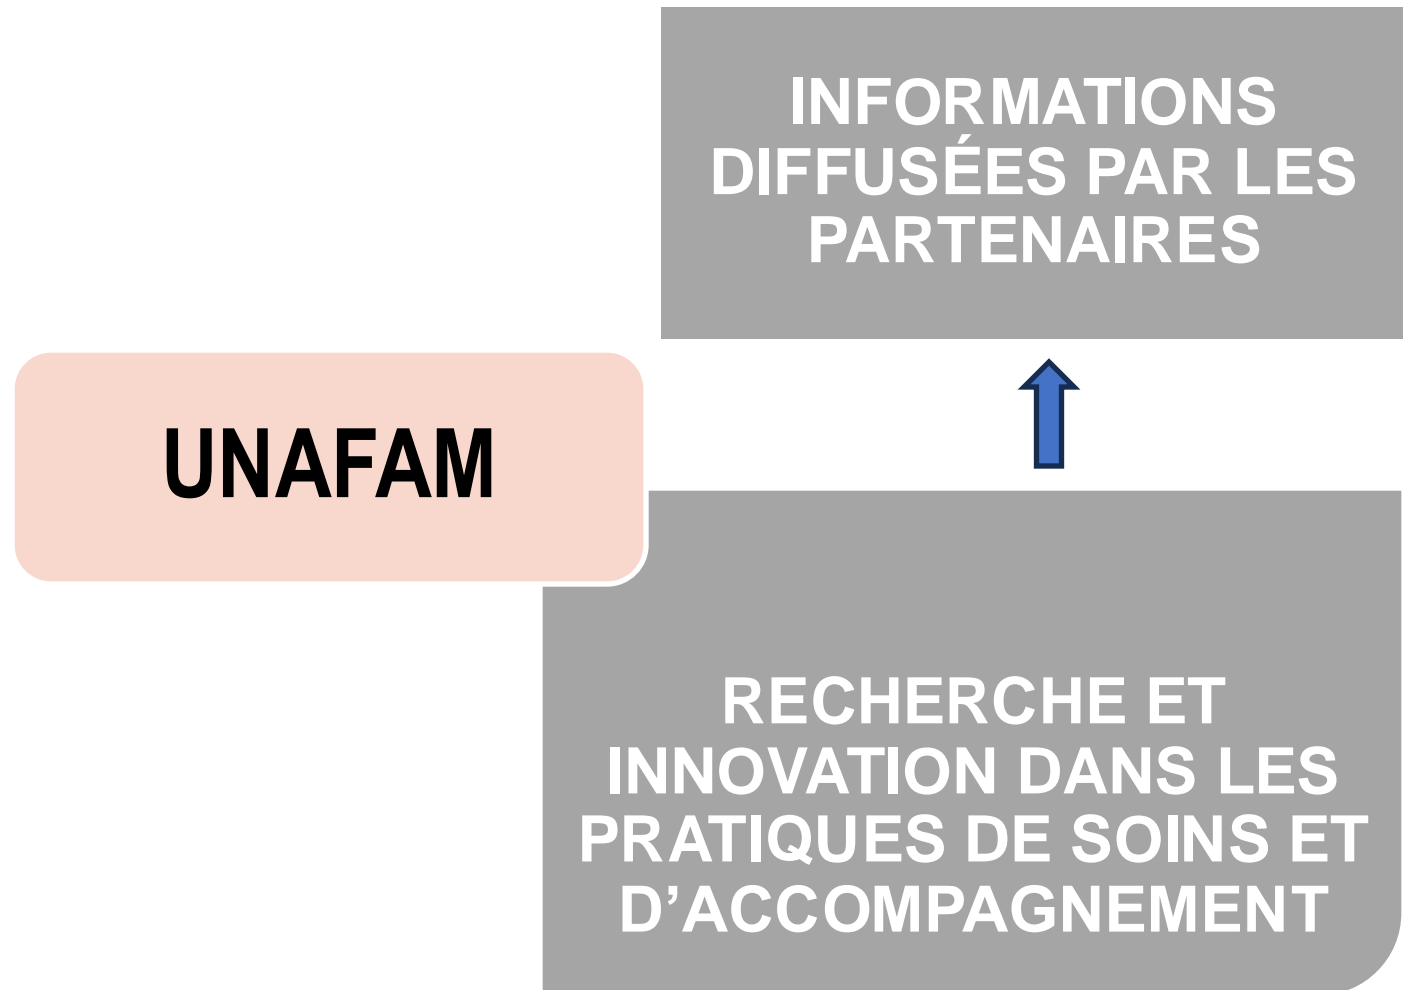 INFORMATIONS
DIFFUSÉES PAR LES
PARTENAIRES
UNAFAM
RECHERCHE ET
INNOVATION DANS LES
PRATIQUES DE SOINS ET
D’ACCOMPAGNEMENT